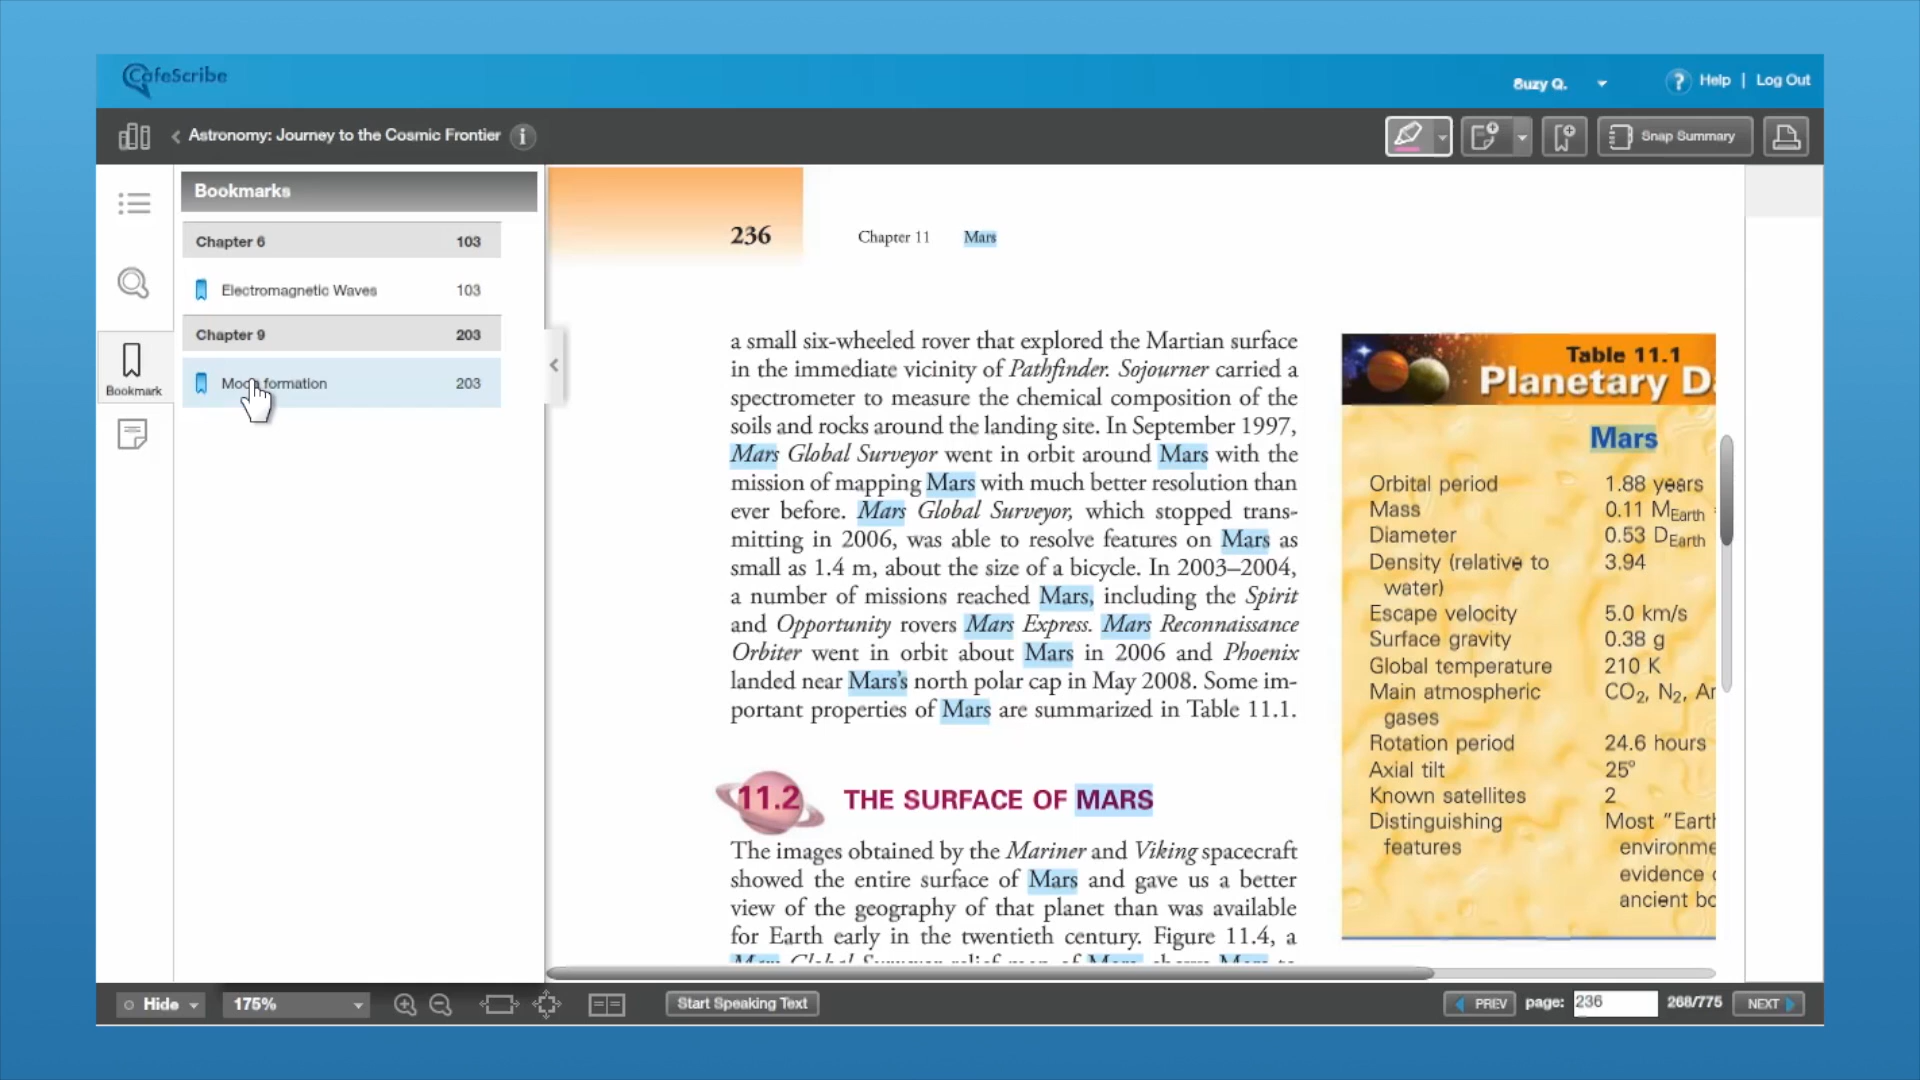 CafeScribe
Suzy Q.
? Help | Log Out
Astronomy: Journey to the Cosmic Frontier
Snap Summary
Bookmarks
Chapter 6 103
Electromagnetic Waves 103
Chapter 9 203
Moon formation 203
Bookmark
236 Chapter 11 Mars
a small six-wheeled rover that explored the Martian surface
in the immediate vicinity of Pathfinder. Sojourner carried a
spectrometer to measure the chemical composition of the
soils and rocks around the landing site. In September 1997,
Mars Global Surveyor went in orbit around Mars with the
mission of mapping Mars with much better resolution than
ever before. Mars Global Surveyor, which stopped trans-
mitting in 2006, was able to resolve features on Mars as
small as 1.4 m, about the size of a bicycle. In 2003–2004,
a number of missions reached Mars, including the Spirit
and Opportunity rovers Mars Express. Mars Reconnaissance
Orbiter went in orbit about Mars in 2006 and Phoenix
landed near Mars's north polar cap in May 2008. Some im-
portant properties of Mars are summarized in Table 11.1.
11.2 THE SURFACE OF MARS
The images obtained by the Mariner and Viking spacecraft
showed the entire surface of Mars and gave us a better
view of the geography of that planet than was available
for Earth early in the twentieth century. Figure 11.4, a
Mars Global Surveyor relief map of Mars, shows Mars to
Table 11.1
Planetary Da
Mars
Orbital period 1.88 years
Mass 0.11 MEarth
Diameter 0.53 DEarth
Density (relative to 3.94
water)
Escape velocity 5.0 km/s
Surface gravity 0.38 g
Global temperature 210 K
Main atmospheric CO2, N2, Ar
gases
Rotation period 24.6 hours
Axial tilt 25°
Known satellites 2
Distinguishing Most "Earth
features environme
evidence
ancient bo
Hide 175% Start Speaking Text PREV page: 236 268/775 NEXT